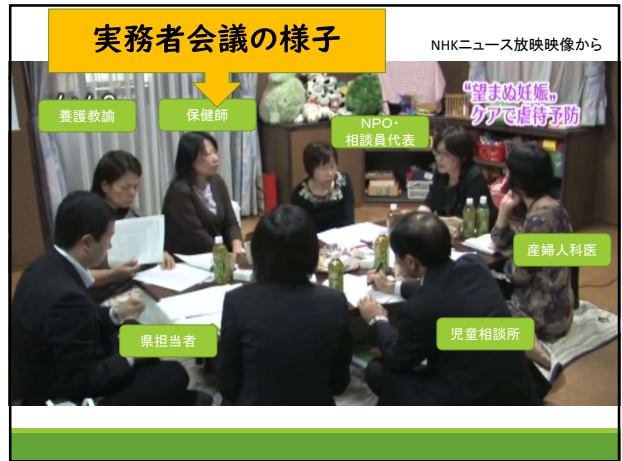 実務者会議の様子
NHKニュース放映映像から
“望まぬ妊娠„
ケアで虐待予防
養護教諭
保健師
NPO・
相談員代表
産婦人科医
県担当者
児童相談所